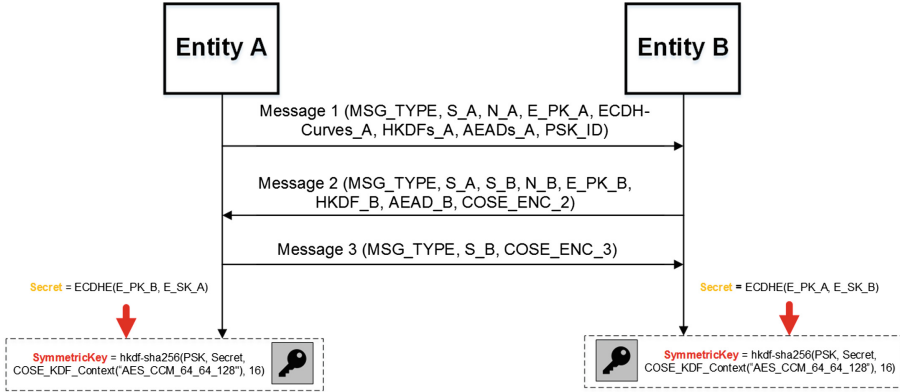 Entity A
Entity B
Message 1 (MSG_TYPE, S_A, N_A, E_PK_A, ECDH-
Curves_A, HKDFs_A, AEADs_A, PSK_ID)
Message 2 (MSG_TYPE, S_A, S_B, N_B, E_PK_B,
HKDF_B, AEAD_B, COSE_ENC_2)
Message 3 (MSG_TYPE, S_B, COSE_ENC_3)
Secret = ECDHE(E_PK_B, E_SK_A)
Secret = ECDHE(E_PK_A, E_SK_B)
SymmetricKey = hkdf-sha256(PSK, Secret,
COSE_KDF_Context("AES_CCM_64_64_128"), 16)
SymmetricKey = hkdf-sha256(PSK, Secret,
COSE_KDF_Context("AES_CCM_64_64_128"), 16)